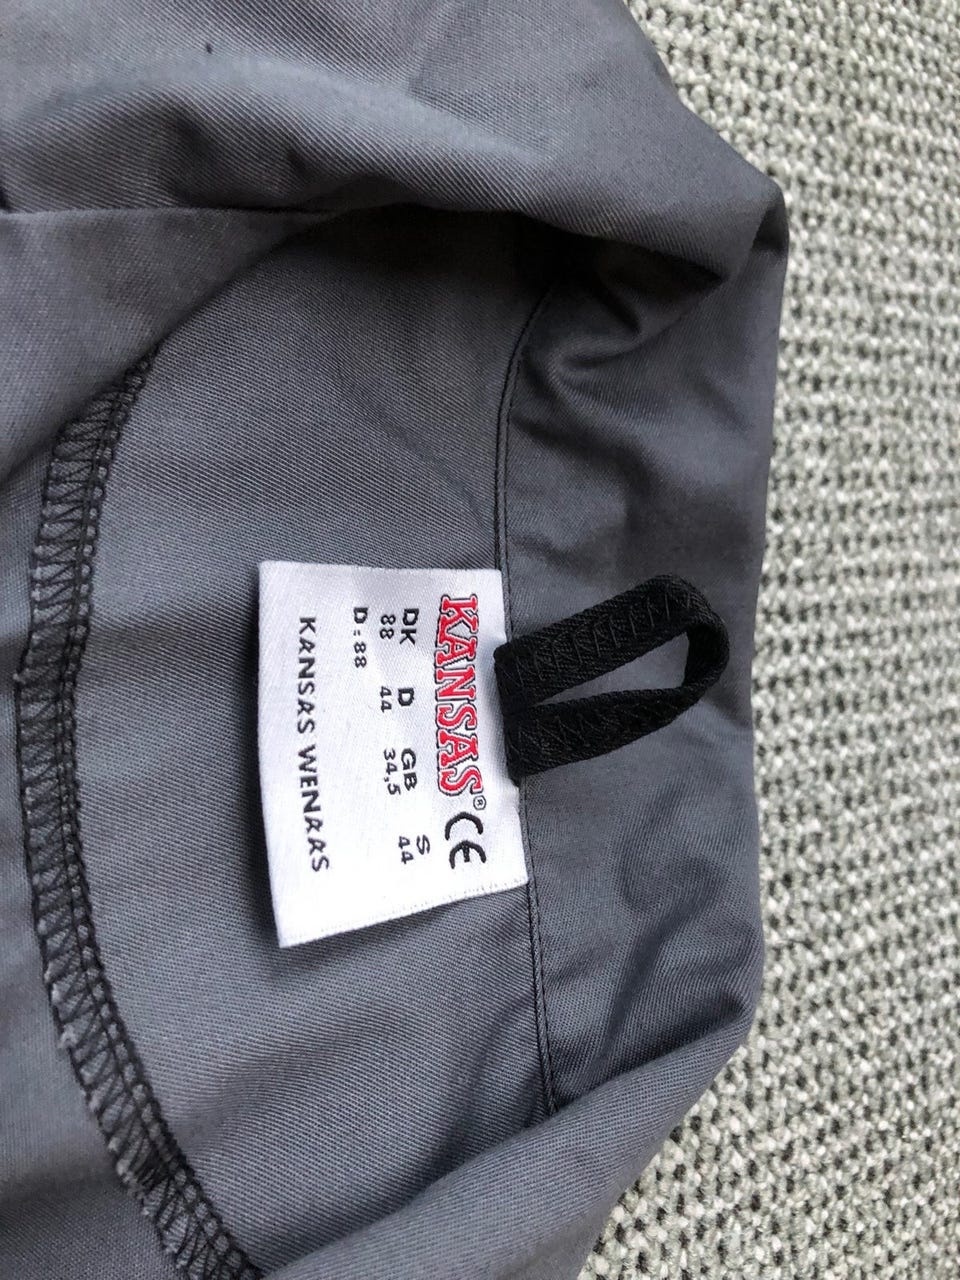 KANSAS® CE
DK D GB S
88 44 34,5 44
D:88
KANSAS WENAAS